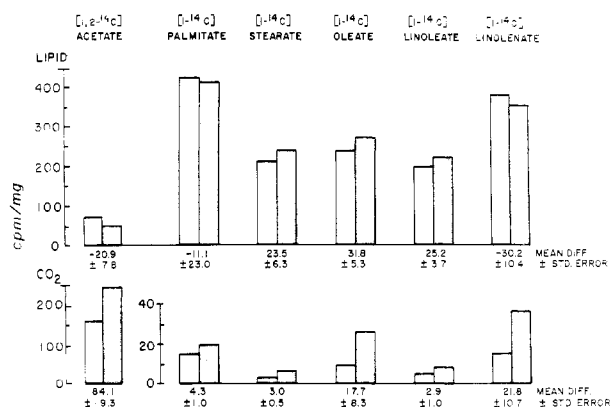 [1,2-14C] [1-14C] [1-14C] [1-14C] [1-14C] [1-14C]
ACETATE PALMITATE STEARATE OLEATE LINOLEATE LINOLENATE
LIPID
400
300
200
100
0
cpm/mg
-20.9 -11.1 23.5 31.8 25.2 -30.2 MEAN DIFF.
± 7.8 ±23.0 ±6.3 ±5.3 ±3.7 ±10.4 ± STD. ERROR
CO2
200
100
0
40
20
0
84.1 4.3 3.0 17.7 2.9 21.8 MEAN DIFF.
±19.3 ±1.0 ±0.5 ±8.3 ±1.0 ±10.7 ± STD. ERROR